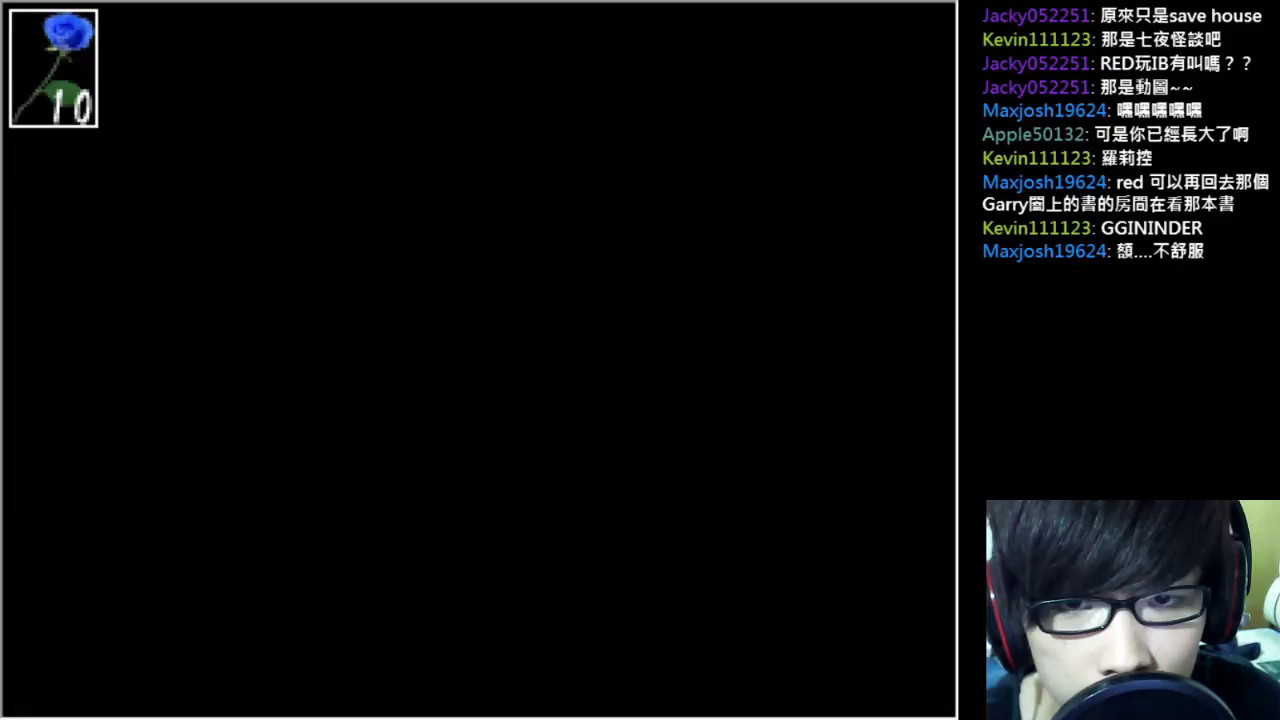 10
Jacky052251: 原來只是save house
Kevin111123: 那是七夜怪談吧
Jacky052251: RED玩IB有叫嗎？？
Jacky052251: 那是動圖~~
Maxjosh19624: 嘿嘿嘿嘿嘿
Apple50132: 可是你已經長大了啊
Kevin111123: 羅莉控
Maxjosh19624: red 可以再回去那個
Garry闔上的書的房間在看那本書
Kevin111123: GGININDER
Maxjosh19624: 額....不舒服